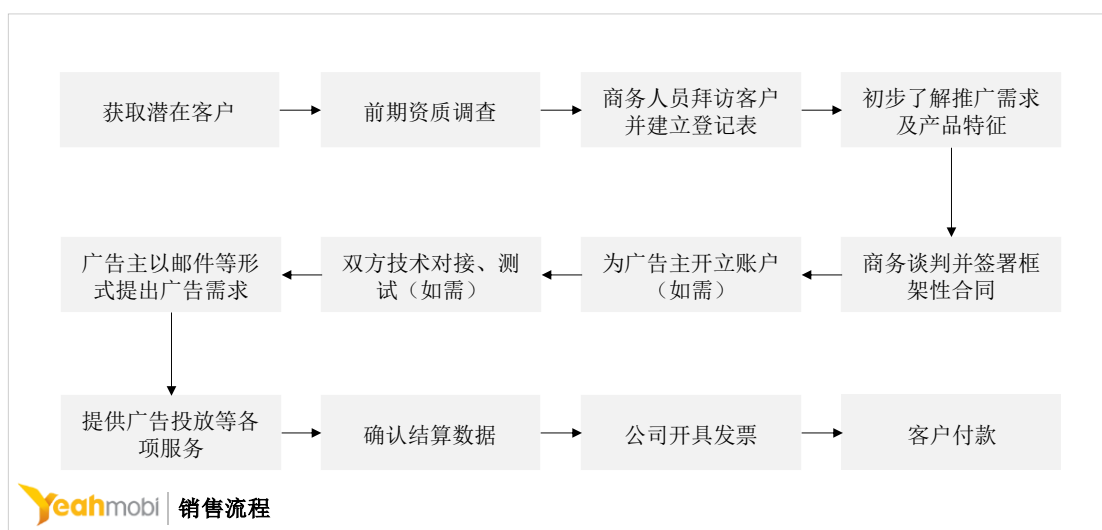 获取潜在客户
前期资质调查
商务人员拜访客户
并建立登记表
初步了解推广需求
及产品特征
广告主以邮件等形
式提出广告需求
双方技术对接、测
试（如需）
为广告主开立账户
（如需）
商务谈判并签署框
架性合同
提供广告投放等各
项服务
确认结算数据
公司开具发票
客户付款
Yeahmobi 销售流程